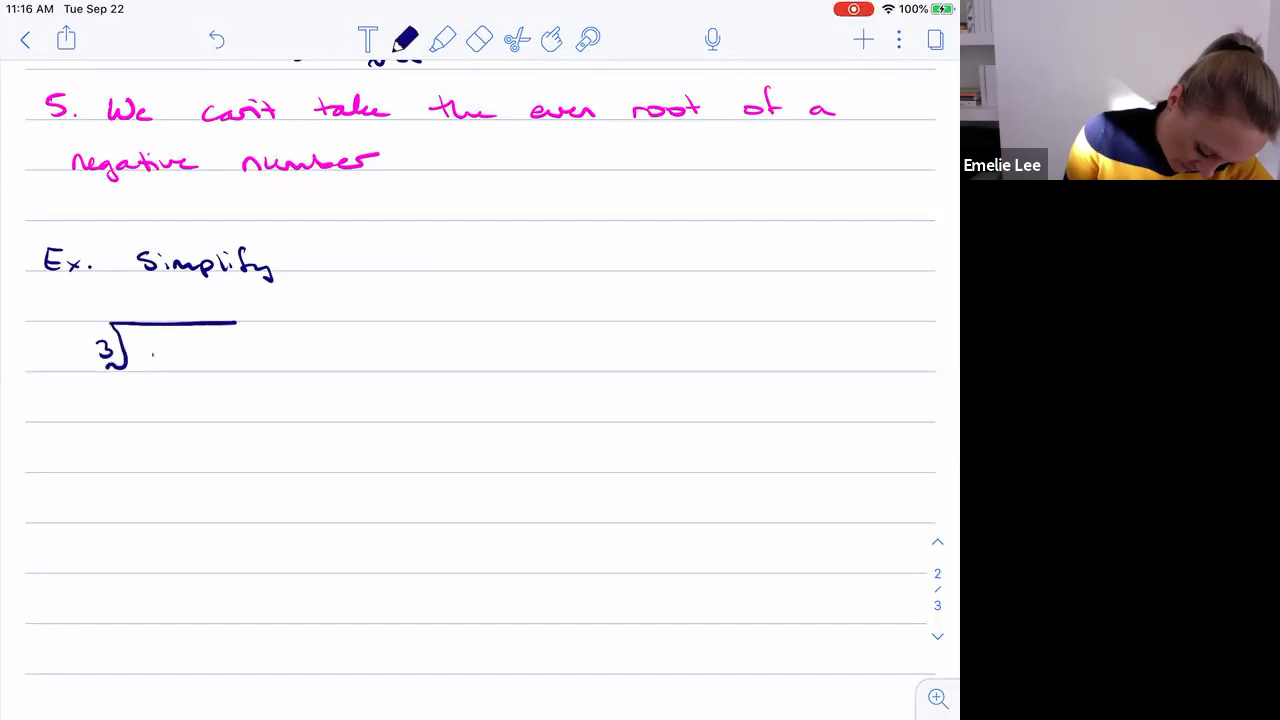 11:16 AM Tue Sep 22
100%
5. We can't take the even root of a
negative number
Emelie Lee
Ex. Simplify
3√
2
/
3